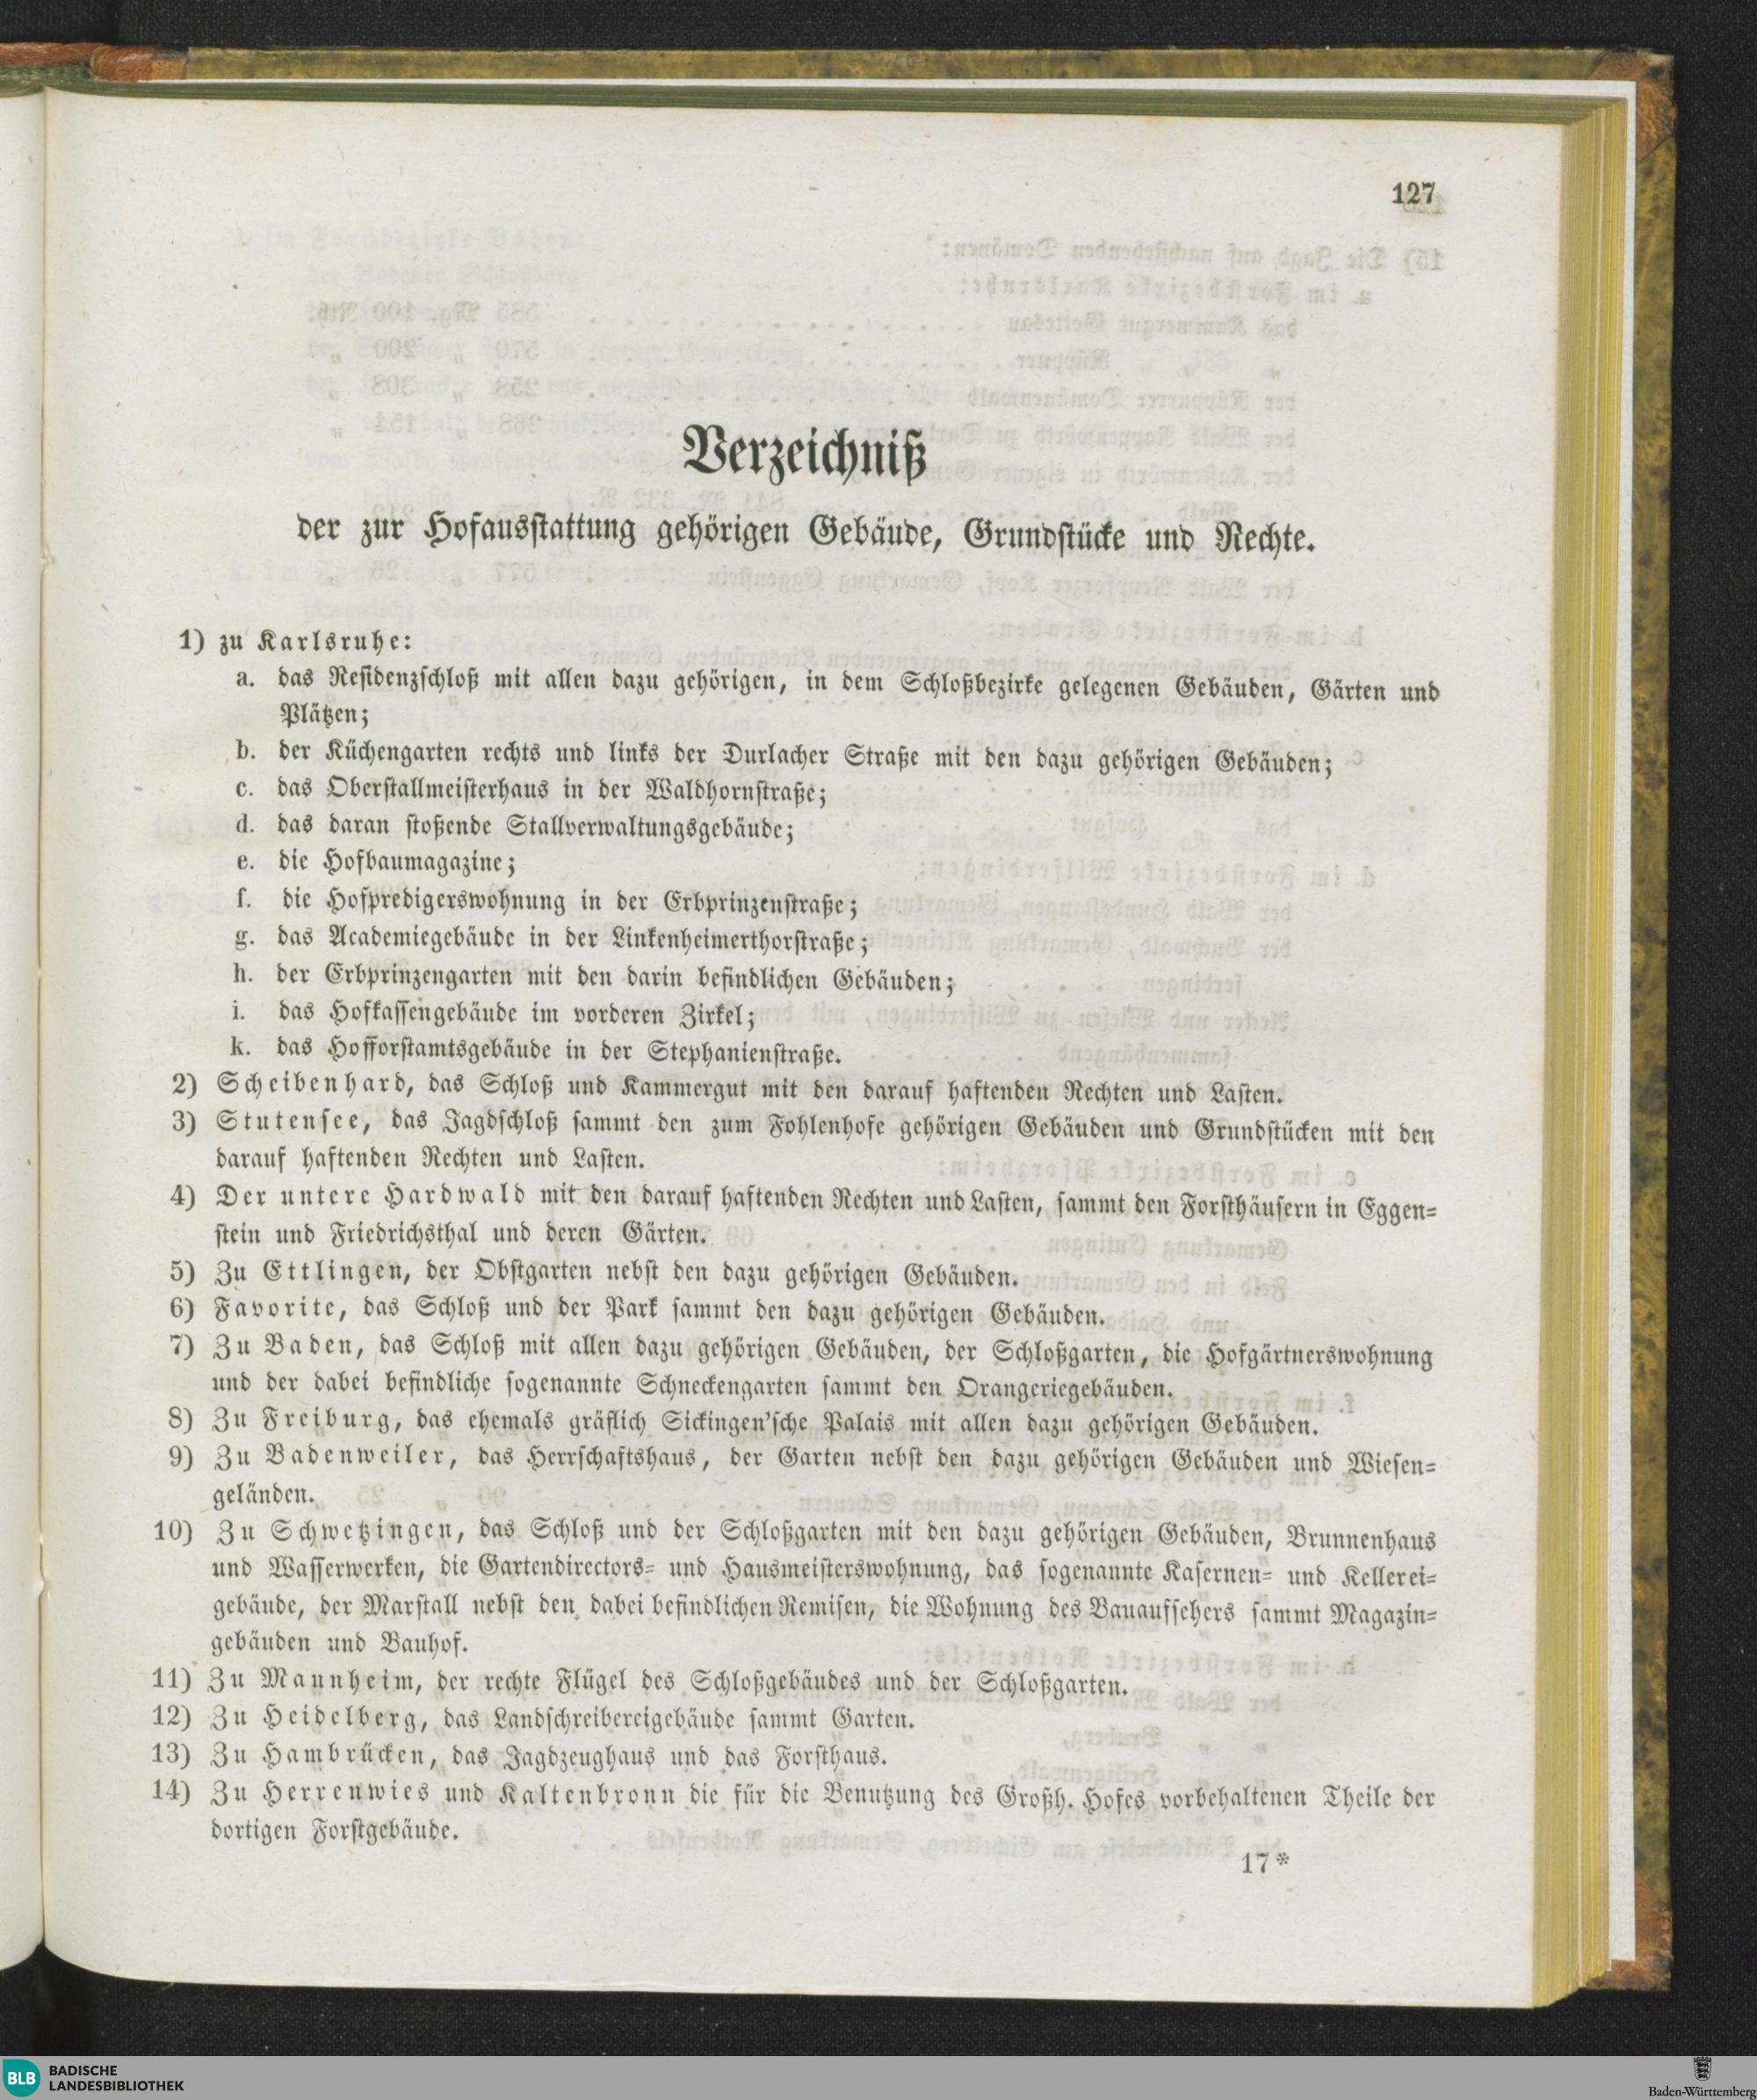 127
Verzeichniß
der zur Hofausstattung gehörigen Gebäude, Grundstücke und Rechte.
1) zu Karlsruhe:
a. das Residenzschloß mit allen dazu gehörigen, in dem Schloßbezirke gelegenen Gebäuden, Gärten und
Plätzen;
b. der Küchengarten rechts und links der Durlacher Straße mit den dazu gehörigen Gebäuden;
c. das Oberstallmeisterhaus in der Waldhornstraße;
d. das daran stoßende Stallverwaltungsgebäude;
e. die Hofbaumagazine;
f. die Hofpredigerswohnung in der Erbprinzenstraße;
g. das Academiegebäude in der Linkenheimerthorstraße;
h. der Erbprinzengarten mit den darin befindlichen Gebäuden;
i. das Hofkassengebäude im vorderen Zirkel;
k. das Hofforstamtsgebäude in der Stephanienstraße.
2) Scheibenhard, das Schloß und Kammergut mit den darauf haftenden Rechten und Lasten.
3) Stutensee, das Jagdschloß sammt den zum Fohlenhofe gehörigen Gebäuden und Grundstücken mit den
darauf haftenden Rechten und Lasten.
4) Der untere Hardwald mit den darauf haftenden Rechten und Lasten, sammt den Forsthäusern in Eggen-
stein und Friedrichsthal und deren Gärten.
5) Zu Ettlingen, der Obstgarten nebst den dazu gehörigen Gebäuden.
6) Favorite, das Schloß und der Park sammt den dazu gehörigen Gebäuden.
7) Zu Baden, das Schloß mit allen dazu gehörigen Gebäuden, der Schloßgarten, die Hofgärtnerswohnung
und der dabei befindliche sogenannte Schneckengarten sammt den Orangeriegebäuden.
8) Zu Freiburg, das ehemals gräflich Sickingen'sche Palais mit allen dazu gehörigen Gebäuden.
9) Zu Badenweiler, das Herrschaftshaus, der Garten nebst den dazu gehörigen Gebäuden und Wiesen-
geländen.
10) Zu Schwetzingen, das Schloß und der Schloßgarten mit den dazu gehörigen Gebäuden, Brunnenhaus
und Wasserwerken, die Gartendirectors- und Hausmeisterswohnung, das sogenannte Kasernen- und Kellerei-
gebäude, der Marstall nebst den dabei befindlichen Remisen, die Wohnung des Bauaufsehers sammt Magazin-
gebäuden und Bauhof.
11) Zu Mannheim, der rechte Flügel des Schloßgebäudes und der Schloßgarten.
12) Zu Heidelberg, das Landschreibereigebäude sammt Garten.
13) Zu Hambrücken, das Jagdzeughaus und das Forsthaus.
14) Zu Herrenwies und Kaltenbronn die für die Benutzung des Großh. Hofes vorbehaltenen Theile der
dortigen Forstgebäude.
17*
BLB BADISCHE
LANDESBIBLIOTHEK
Baden-Württemberg